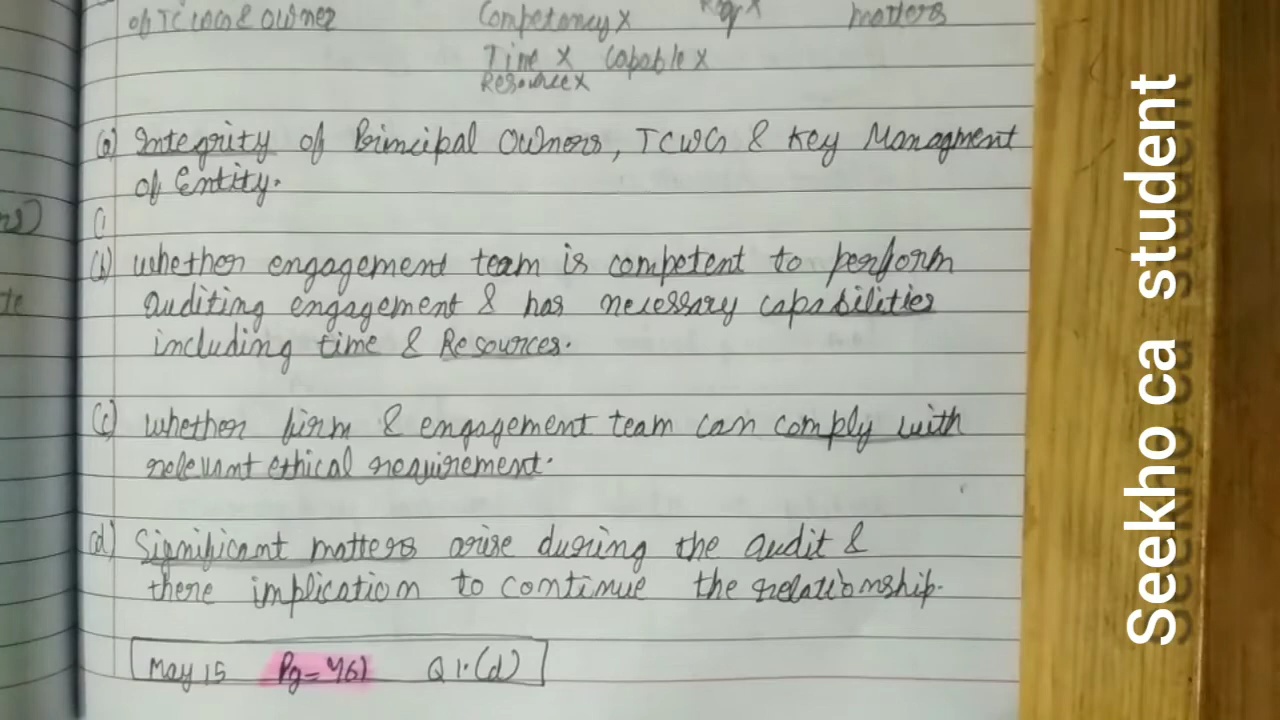 of TCWG & Owner
Competency x
matters
Time x Capable x
Resource x
(a) Integrity of Principal Owners, TCWG & Key Managment
of Entity.
(
(b) whether engagement team is competent to perform
auditing engagement & has necessary capabilities
including time & Resources.
(c) whether firm & engagement team can comply with
relevant ethical requirement.
(d) Significant matters arise during the audit &
there implication to continue the relationship.
May 15 Pg = 461 Q 1. (d)
Seekho ca student